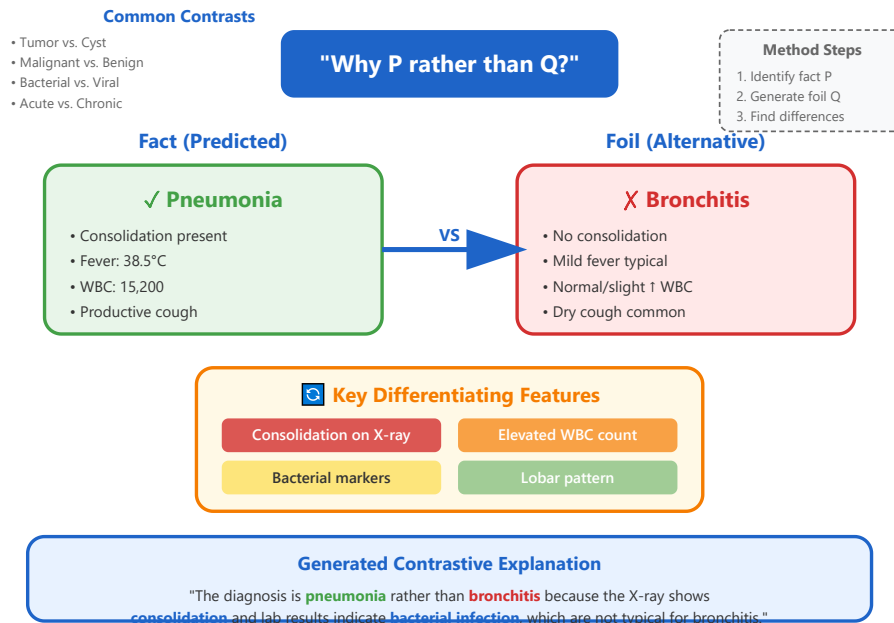 Common Contrasts
• Tumor vs. Cyst
• Malignant vs. Benign
• Bacterial vs. Viral
• Acute vs. Chronic
"Why P rather than Q?"
Method Steps
1. Identify fact P
2. Generate foil Q
3. Find differences
Fact (Predicted)
✓ Pneumonia
• Consolidation present
• Fever: 38.5°C
• WBC: 15,200
• Productive cough
VS
Foil (Alternative)
✗ Bronchitis
• No consolidation
• Mild fever typical
• Normal/slight ↑ WBC
• Dry cough common
🔄 Key Differentiating Features
Consolidation on X-ray
Elevated WBC count
Bacterial markers
Lobar pattern
Generated Contrastive Explanation
"The diagnosis is pneumonia rather than bronchitis because the X-ray shows
consolidation and lab results indicate bacterial infection, which are not typical for bronchitis."